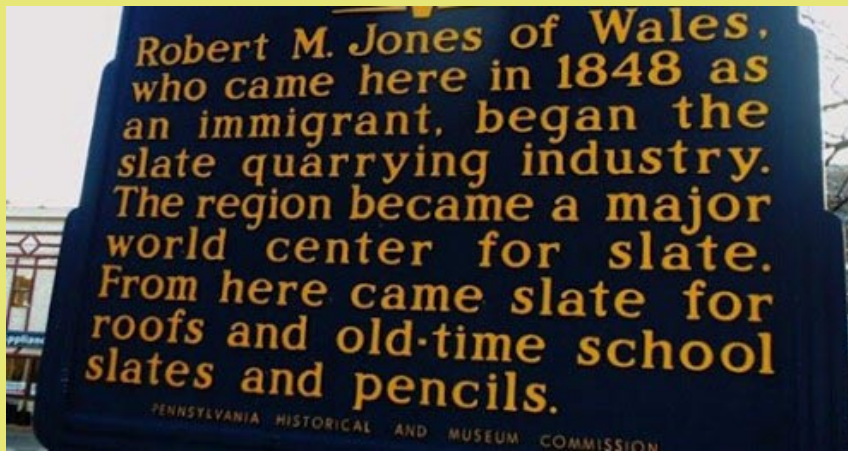 Robert M. Jones of Wales,
who came here in 1848 as
an immigrant, began the
slate quarrying industry.
The region became a major
world center for slate.
From here came slate for
roofs and old-time school
slates and pencils.
PENNSYLVANIA HISTORICAL AND MUSEUM COMMISSION